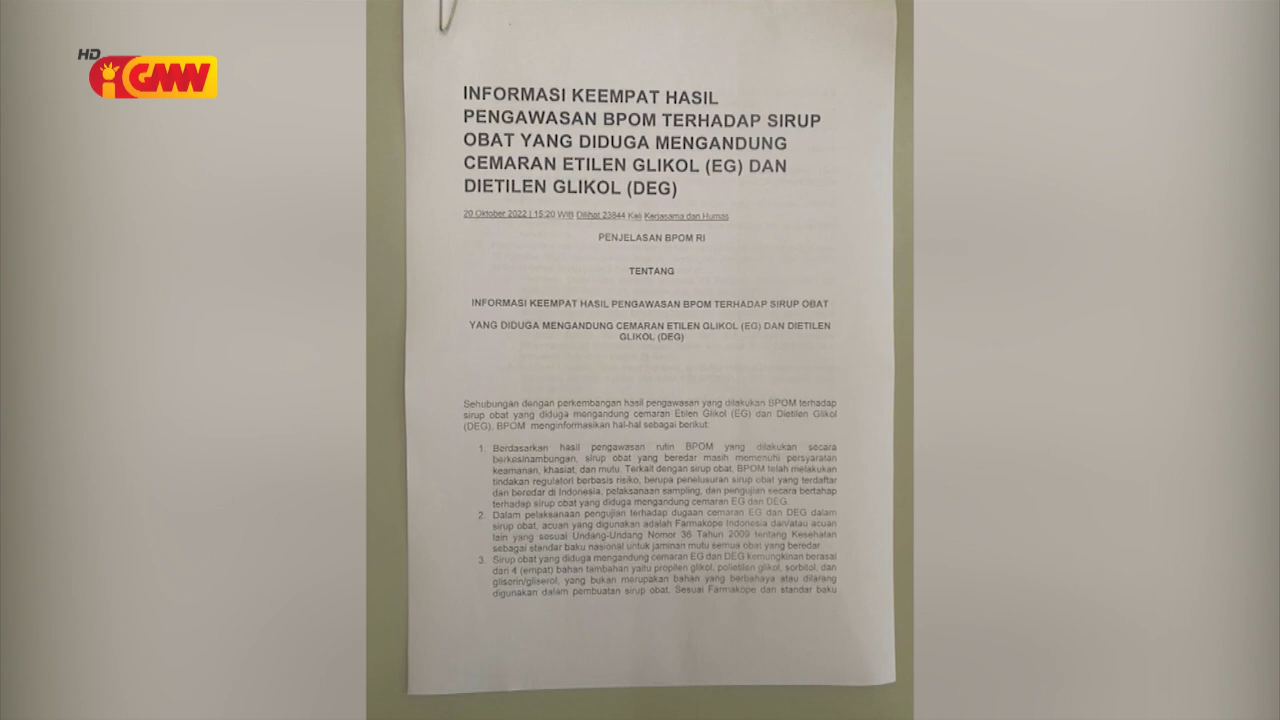 HD
iGMW
INFORMASI KEEMPAT HASIL
PENGAWASAN BPOM TERHADAP SIRUP
OBAT YANG DIDUGA MENGANDUNG
CEMARAN ETILEN GLIKOL (EG) DAN
DIETILEN GLIKOL (DEG)
20 Oktober 2022 | 15:20 WIB Dilihat 23844 Kali Kerjasama dan Humas
PENJELASAN BPOM RI
TENTANG
INFORMASI KEEMPAT HASIL PENGAWASAN BPOM TERHADAP SIRUP OBAT
YANG DIDUGA MENGANDUNG CEMARAN ETILEN GLIKOL (EG) DAN DIETILEN
GLIKOL (DEG)
Sehubungan dengan perkembangan hasil pengawasan yang dilakukan BPOM terhadap
sirup obat yang diduga mengandung cemaran Etilen Glikol (EG) dan Dietilen Glikol
(DEG), BPOM menginformasikan hal-hal sebagai berikut:
1. Berdasarkan hasil pengawasan rutin BPOM yang dilakukan secara
berkesinambungan, sirup obat yang beredar masih memenuhi persyaratan
keamanan, khasiat, dan mutu. Terkait dengan sirup obat, BPOM telah melakukan
tindakan regulatori berbasis risiko, berupa penelusuran sirup obat yang terdaftar
dan beredar di Indonesia, pelaksanaan sampling, dan pengujian secara bertahap
terhadap sirup obat yang diduga mengandung cemaran EG dan DEG.
2. Dalam pelaksanaan pengujian terhadap dugaan cemaran EG dan DEG dalam
sirup obat, acuan yang digunakan adalah Farmakope Indonesia dan/atau acuan
lain yang sesuai Undang-Undang Nomor 36 Tahun 2009 tentang Kesehatan
sebagai standar baku nasional untuk jaminan mutu semua obat yang beredar.
3. Sirup obat yang diduga mengandung cemaran EG dan DEG kemungkinan berasal
dari 4 (empat) bahan tambahan yaitu propilen glikol, polietilen glikol, sorbitol, dan
gliserin/gliserol, yang bukan merupakan bahan yang berbahaya atau dilarang
digunakan dalam pembuatan sirup obat. Sesuai Farmakope dan standar baku